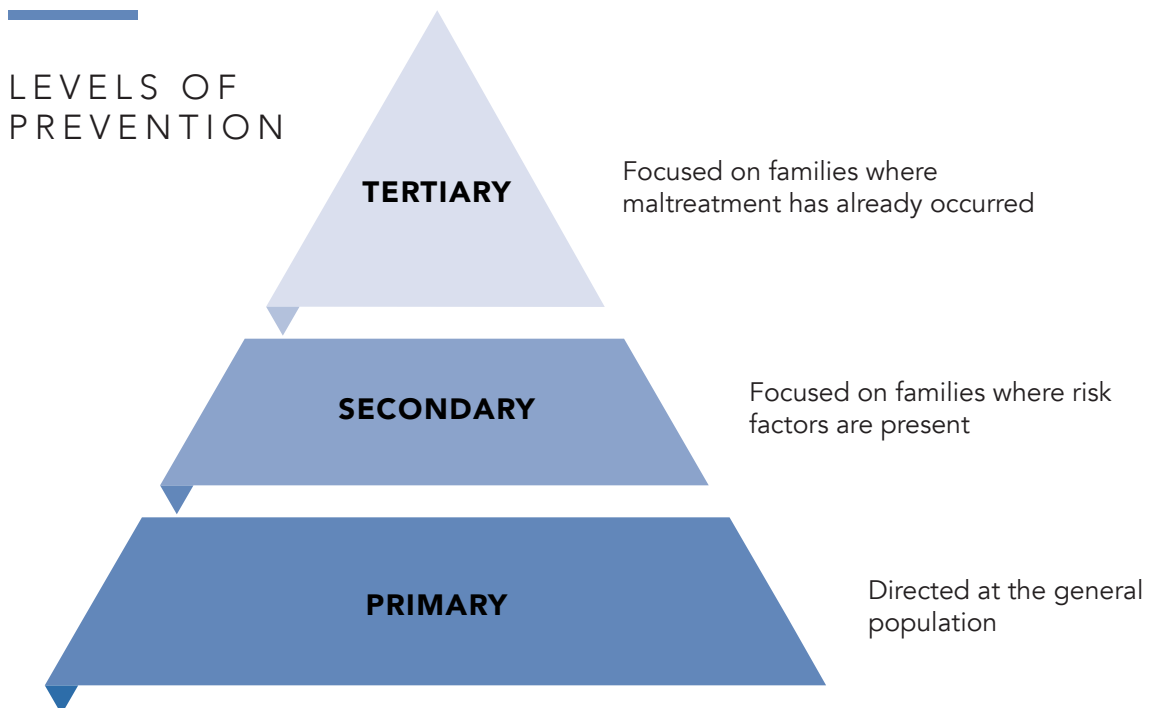 LEVELS OF
PREVENTION
TERTIARY
Focused on families where
maltreatment has already occurred
SECONDARY
Focused on families where risk
factors are present
PRIMARY
Directed at the general
population